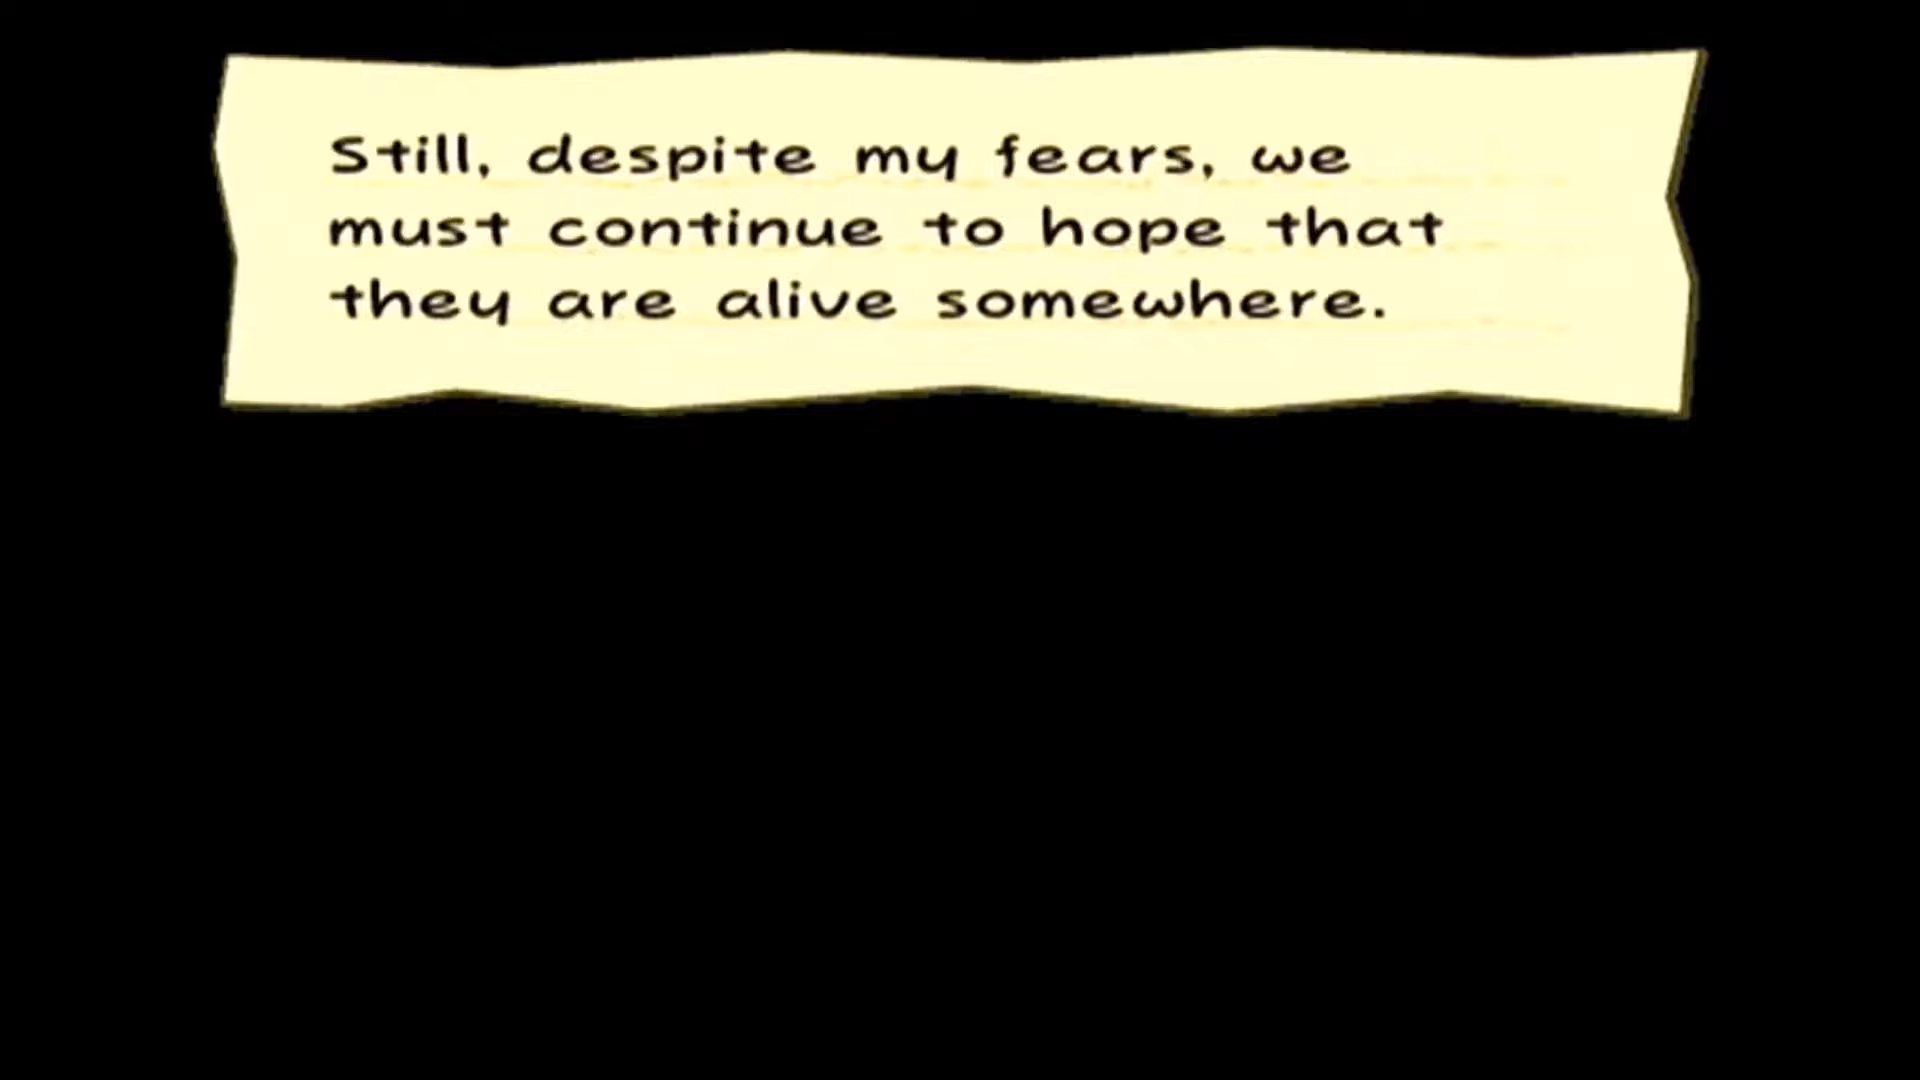 Still, despite my fears, we
must continue to hope that
they are alive somewhere.